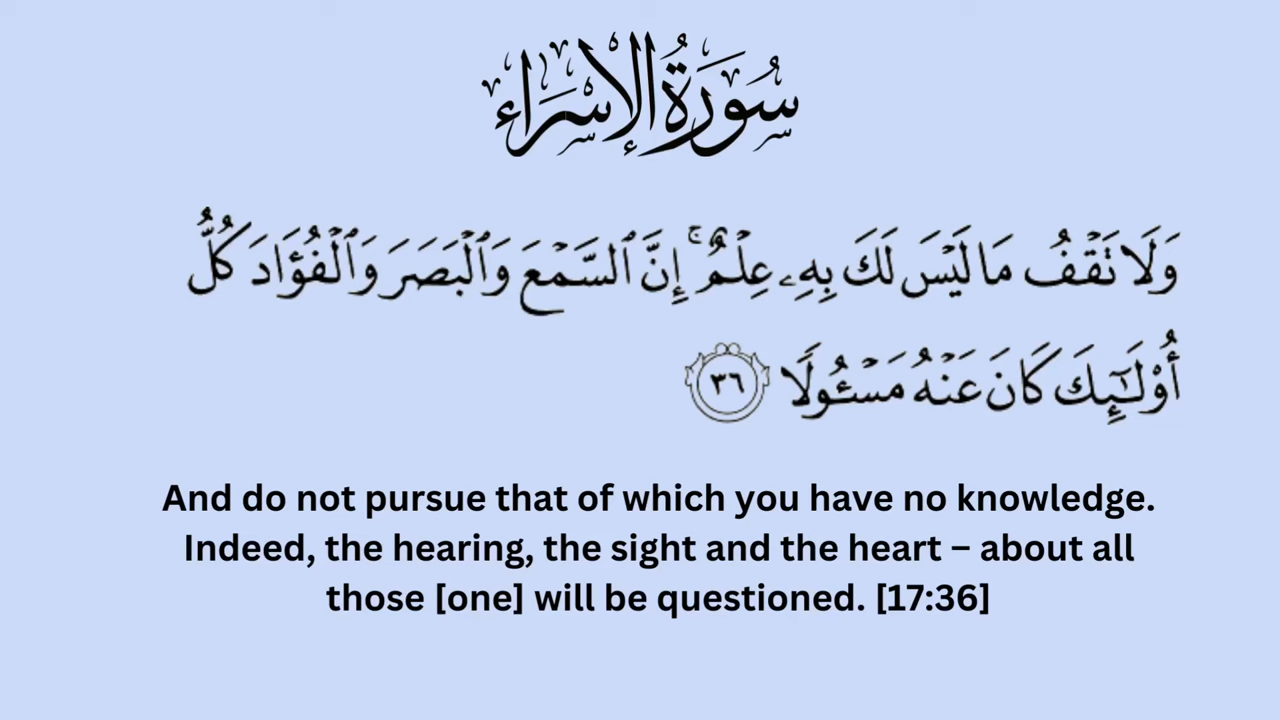 سُورَةُ الْإِسْرَاءِ
وَلَا تَقۡفُ مَا لَيۡسَ لَكَ بِهِۦ عِلۡمٌۚ إِنَّ ٱلسَّمۡعَ وَٱلۡبَصَرَ وَٱلۡفُؤَادَ كُلُّ
أُوْلَٰٓئِكَ كَانَ عَنۡهُ مَسۡـُٔولٗا ٣٦
And do not pursue that of which you have no knowledge.
Indeed, the hearing, the sight and the heart – about all
those [one] will be questioned. [17:36]